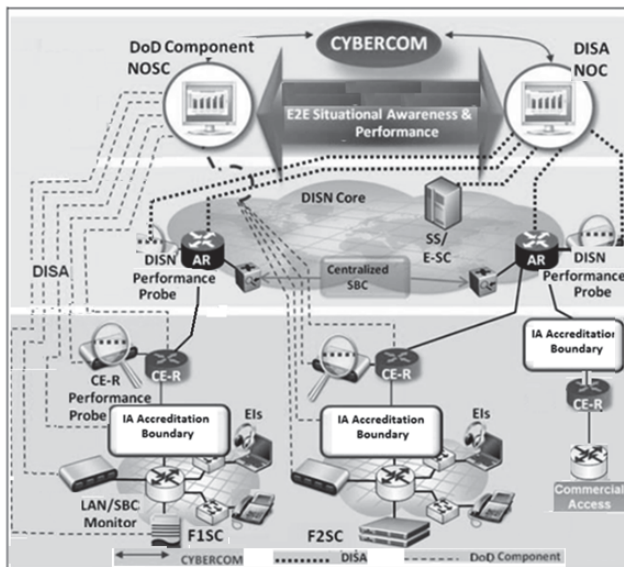 DoD Component
NOSC
CYBERCOM
DISA
NOC
E2E Situational Awareness &
Performance
DISN Core
SS/
E-SC
DISA
DISN
Performance
Probe
AR
Centralized
SBC
AR
DISN
Performance
Probe
CE-R
CE-R
Performance
Probe
IA Accreditation
Boundary
EIs
LAN/SBC
Monitor
F1SC
CE-R
IA Accreditation
Boundary
EIs
F2SC
IA Accreditation
Boundary
CE-R
Commercial
Access
CYBERCOM
DISA
DoD Component